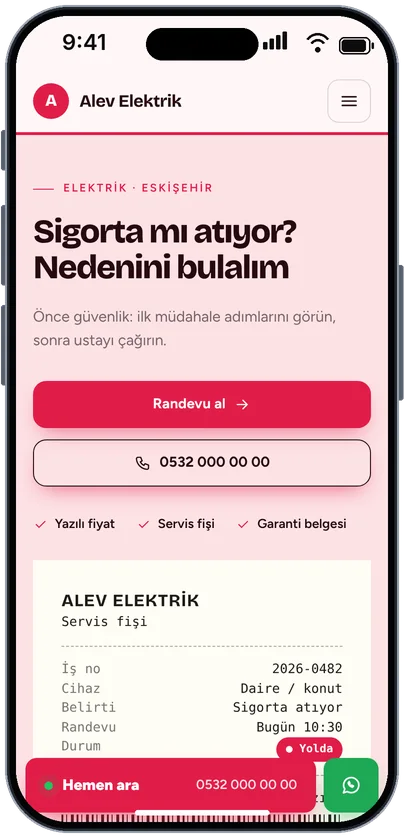 9:41
A Alev Elektrik
ELEKTRİK · ESKİŞEHİR
Sigorta mı atıyor?
Nedenini bulalım
Önce güvenlik: ilk müdahale adımlarını görün,
sonra ustayı çağırın.
Randevu al →
0532 000 00 00
Yazılı fiyat Servis fişi Garanti belgesi
ALEV ELEKTRİK
Servis fişi
İş no 2026-0482
Cihaz Daire / konut
Belirti Sigorta atıyor
Randevu Bugün 10:30
Durum Yolda
Hemen ara 0532 000 00 00